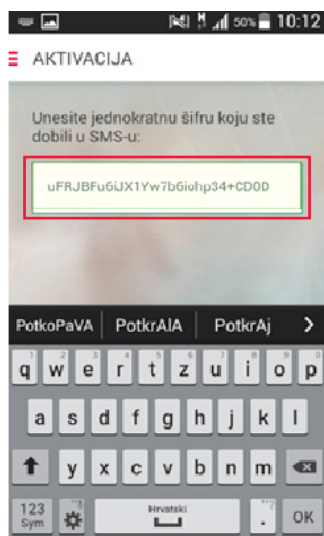 50% 10:12
AKTIVACIJA
Unesite jednokratnu šifru koju ste
dobili u SMS-u:
uFRJBFu6iJX1Yw7b6iohp34+CD0D
PotkoPaVA PotkrAlA PotkrAj
q w e r t z u i o p
a s d f g h j k l
y x c v b n m
123
Sym
Hrvatski
. OK